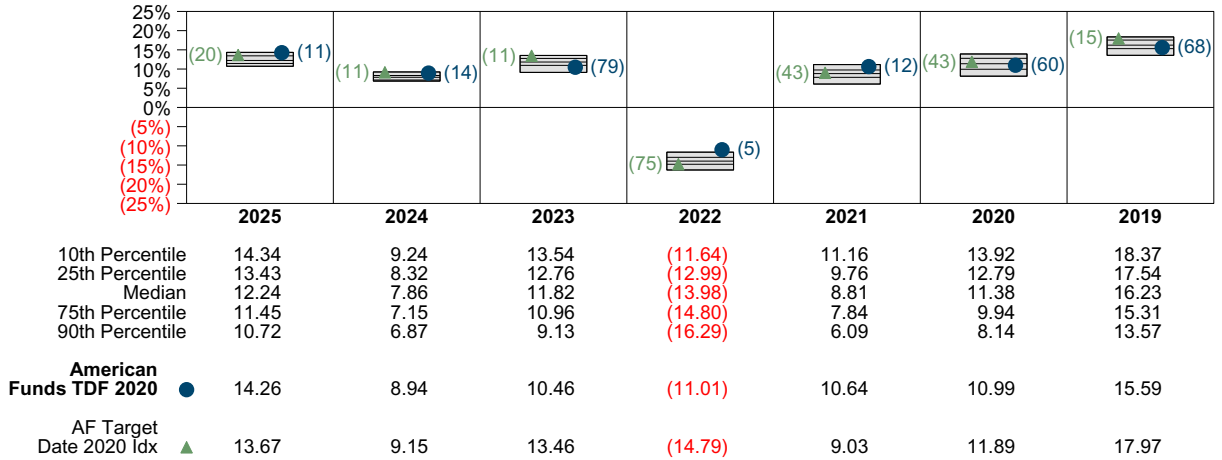 25%
20%
15%
10%
5%
0%
(5%)
(10%)
(15%)
(20%)
(25%)
(20) (11)
(11) (14)
(11) (79)
(75) (5)
(43) (12)
(43) (60)
(15) (68)
2025 2024 2023 2022 2021 2020 2019
10th Percentile 14.34 9.24 13.54 (11.64) 11.16 13.92 18.37
25th Percentile 13.43 8.32 12.76 (12.99) 9.76 12.79 17.54
Median 12.24 7.86 11.82 (13.98) 8.81 11.38 16.23
75th Percentile 11.45 7.15 10.96 (14.80) 7.84 9.94 15.31
90th Percentile 10.72 6.87 9.13 (16.29) 6.09 8.14 13.57
American
Funds TDF 2020 14.26 8.94 10.46 (11.01) 10.64 10.99 15.59
AF Target
Date 2020 Idx 13.67 9.15 13.46 (14.79) 9.03 11.89 17.97